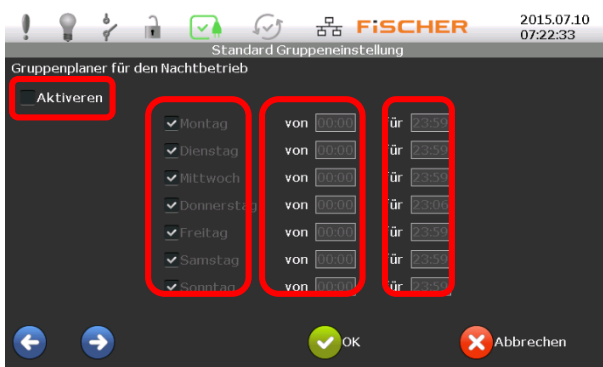 FiSCHER
2015.07.10
07:22:33
Standard Gruppeneinstellung
Gruppenplaner für den Nachtbetrieb
Aktiveren
Montag von 00:00 für 23:59
Dienstag von 00:00 für 23:59
Mittwoch von 00:00 für 23:59
Donnerstag von 00:00 für 23:06
Freitag von 00:00 für 23:59
Samstag von 00:00 für 23:59
Sonntag von 00:00 für 23:59
OK
Abbrechen